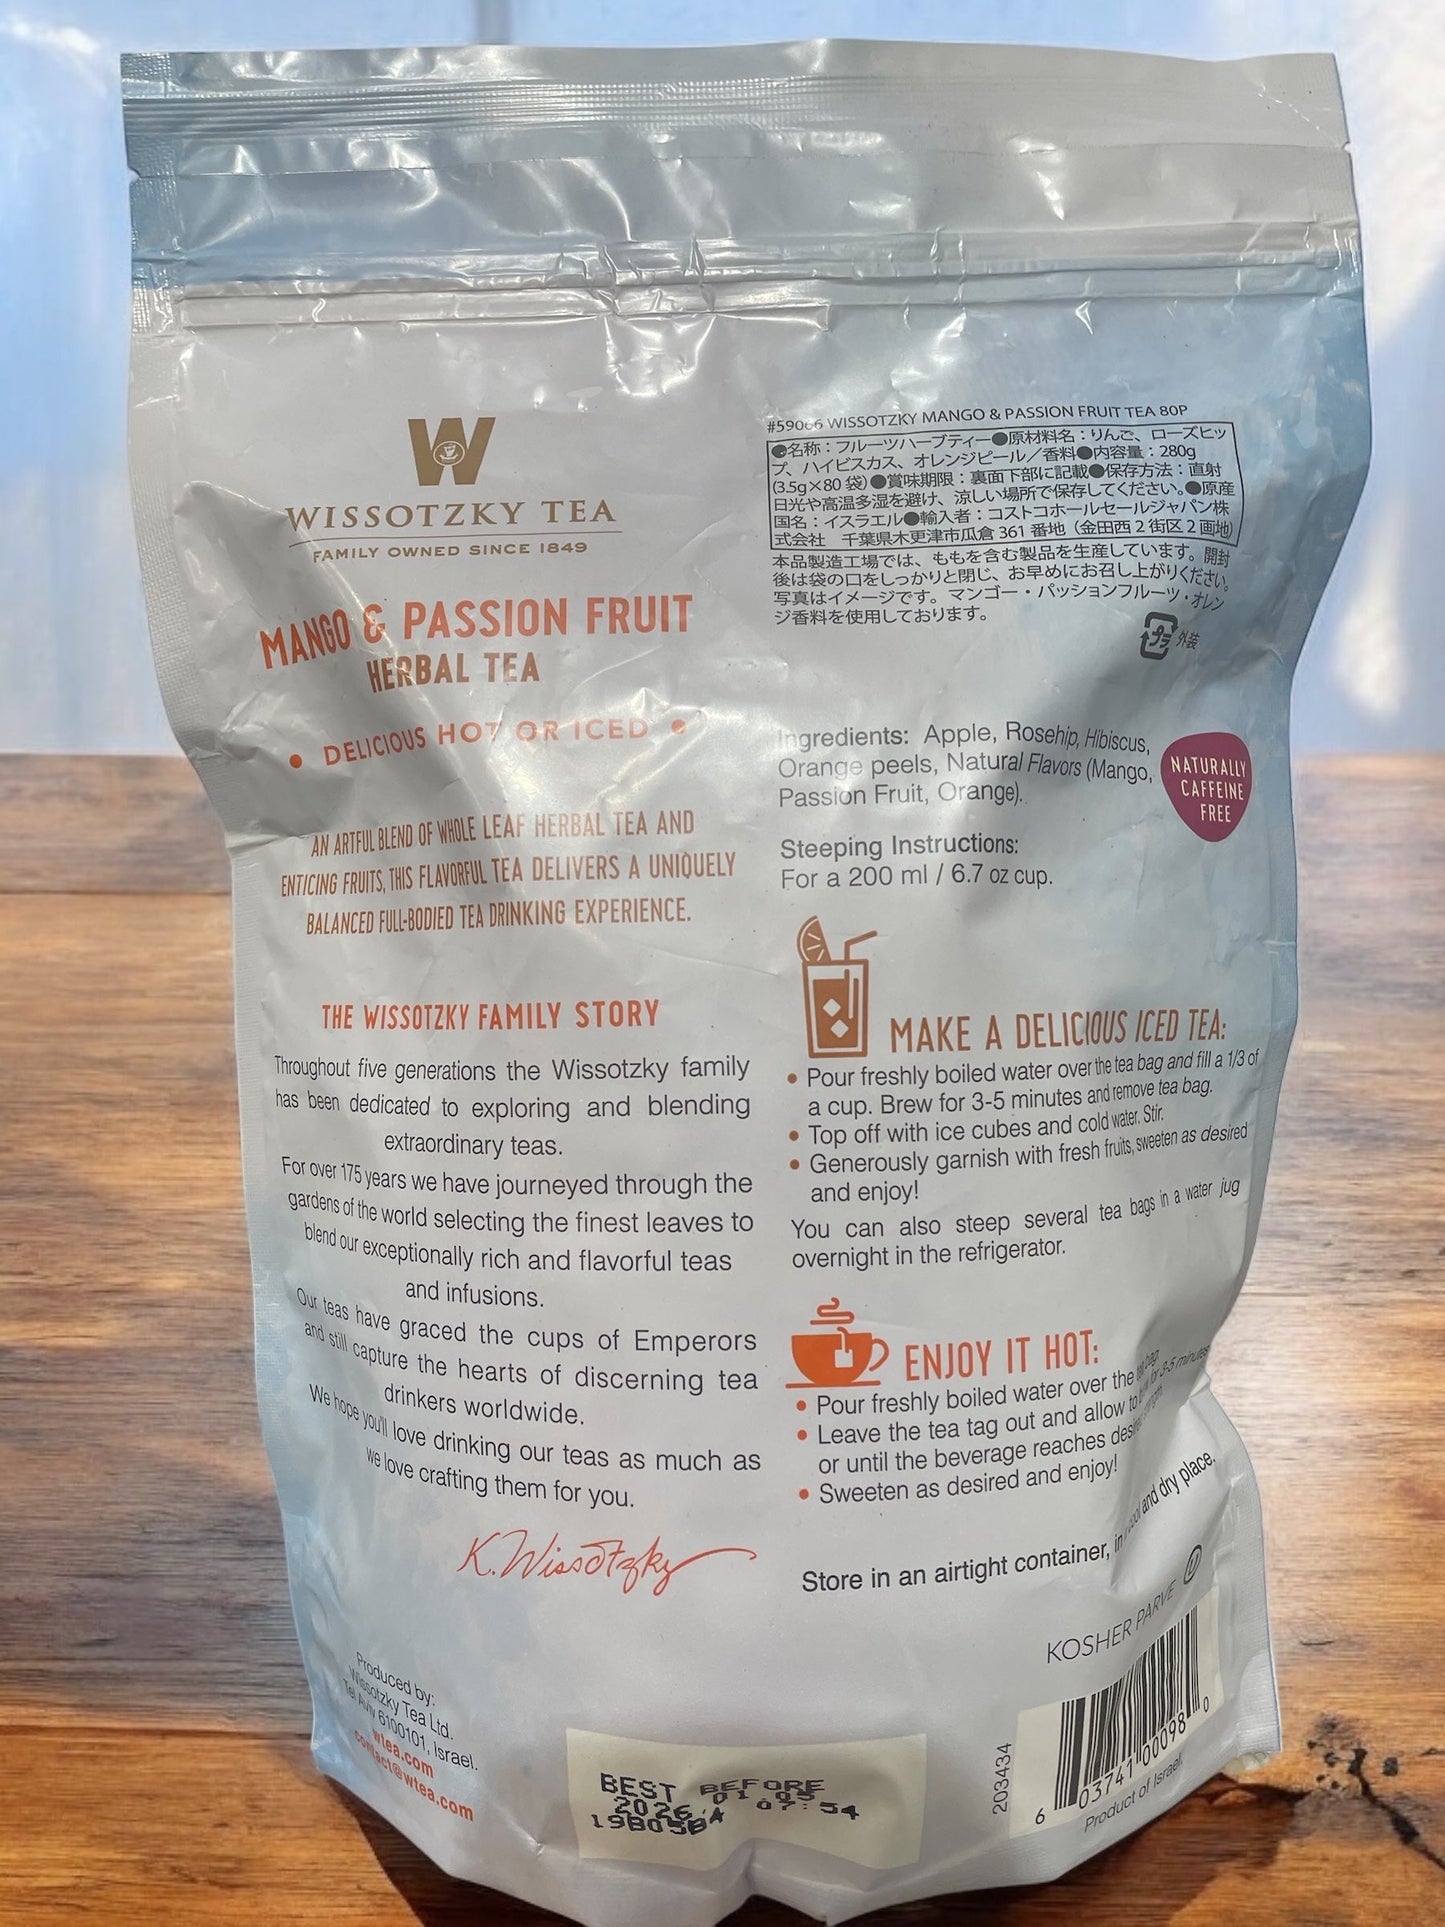 W
WISSOTZKY TEA
FAMILY OWNED SINCE 1849
MANGO & PASSION FRUIT
HERBAL TEA
• DELICIOUS HOT OR ICED •
AN ARTFUL BLEND OF WHOLE LEAF HERBAL TEA AND
ENTICING FRUITS, THIS FLAVORFUL TEA DELIVERS A UNIQUELY
BALANCED FULL-BODIED TEA DRINKING EXPERIENCE.
THE WISSOTZKY FAMILY STORY
Throughout five generations the Wissotzky family
has been dedicated to exploring and blending
extraordinary teas.
For over 175 years we have journeyed through the
gardens of the world selecting the finest leaves to
blend our exceptionally rich and flavorful teas
and infusions.
Our teas have graced the cups of Emperors
and still capture the hearts of discerning tea
drinkers worldwide.
We hope you'll love drinking our teas as much as
we love crafting them for you.
K. Wissotzky
Produced by:
Wissotzky Tea Ltd.
Tel Aviv 6100101, Israel.
wtea.com
contact@wtea.com
#59066 WISSOTZKY MANGO & PASSION FRUIT TEA 80P
●名称：フルーツハーブティー●原材料名：りんご、ローズヒッ
プ、ハイビスカス、オレンジピール／香料●内容量：280g
(3.5g×80 袋)●賞味期限：裏面下部に記載●保存方法：直射
日光や高温多湿を避け、涼しい場所で保存してください。●原産
国名：イスラエル●輸入者：コストコホールセールジャパン株
式会社 千葉県木更津市瓜倉 361 番地（金田西 2 街区 2 画地）
本品製造工場では、ももを含む製品を生産しています。開封
後は袋の口をしっかりと閉じ、お早めにお召し上がりください。
写真はイメージです。マンゴー・パッションフルーツ・オレン
ジ香料を使用しております。
プラ 外装
Ingredients: Apple, Rosehip, Hibiscus,
Orange peels, Natural Flavors (Mango,
Passion Fruit, Orange).
NATURALLY
CAFFEINE
FREE
Steeping Instructions:
For a 200 ml / 6.7 oz cup.
MAKE A DELICIOUS ICED TEA:
• Pour freshly boiled water over the tea bag and fill a 1/3 of
a cup. Brew for 3-5 minutes and remove tea bag.
• Top off with ice cubes and cold water. Stir.
• Generously garnish with fresh fruits, sweeten as desired
and enjoy!
You can also steep several tea bags in a water jug
overnight in the refrigerator.
ENJOY IT HOT:
• Pour freshly boiled water over the tea bag.
• Leave the tea tag out and allow to for 3-5 minutes
or until the beverage reaches
• Sweeten as desired and enjoy!
Store in an airtight container, in cool and dry place.
KOSHER PARVE U
203434
6 03741 00098 0
Product of Israel.
BEST BEFORE
2026 01.05
19B05B A 07:54